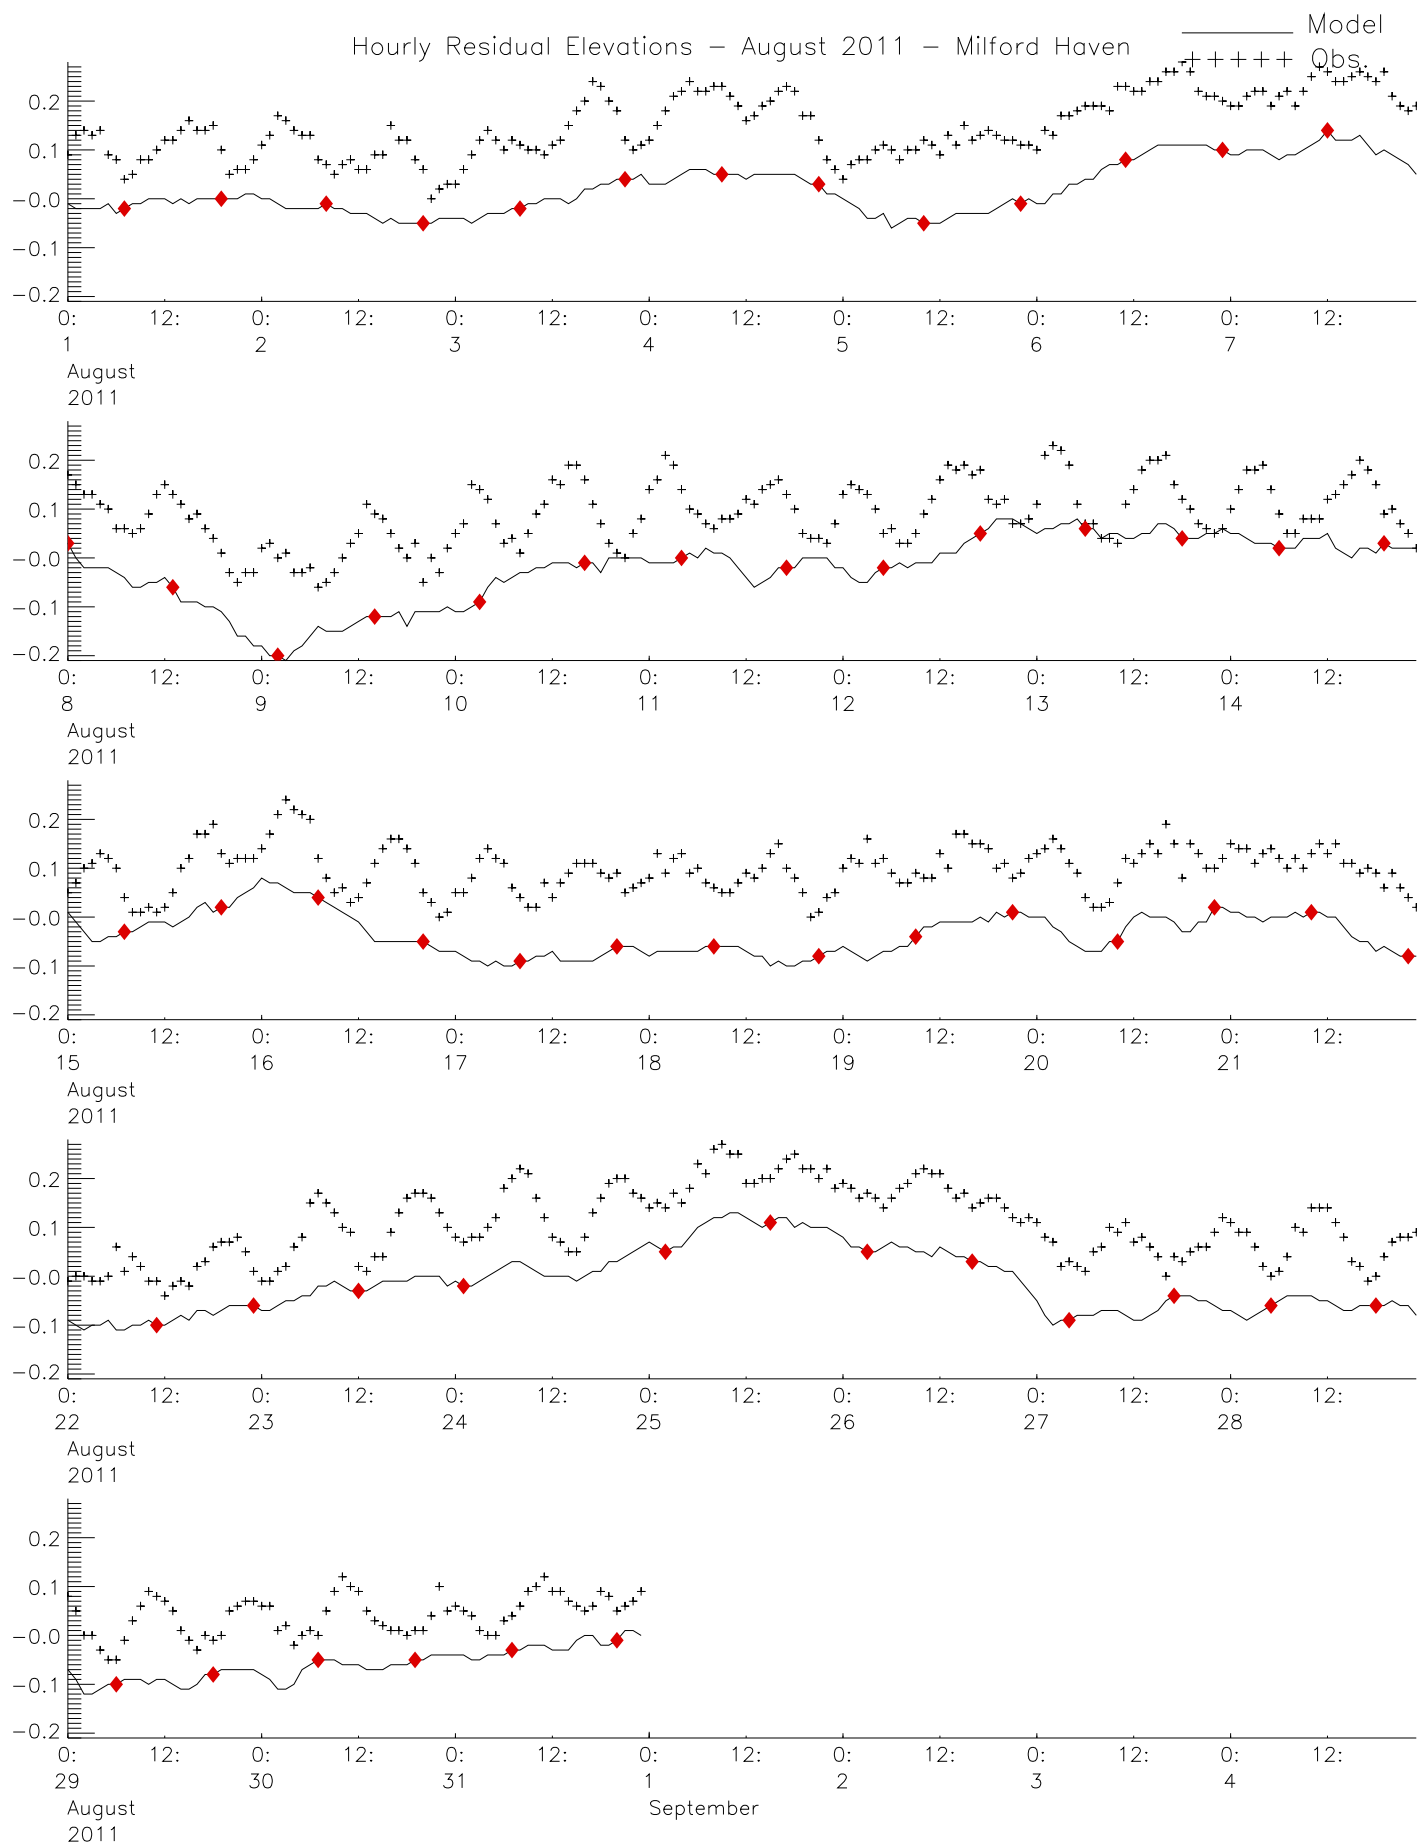 Hourly Residual Elevations – August 2011 – Milford Haven
Model
+ + + + + Obs.
0.2
0.1
−0.0
−0.1
−0.2
0: 12: 0: 12: 0: 12: 0: 12: 0: 12: 0: 12: 0: 12:
1 2 3 4 5 6 7
August
2011
0.2
0.1
−0.0
−0.1
−0.2
0: 12: 0: 12: 0: 12: 0: 12: 0: 12: 0: 12: 0: 12:
8 9 10 11 12 13 14
August
2011
0.2
0.1
−0.0
−0.1
−0.2
0: 12: 0: 12: 0: 12: 0: 12: 0: 12: 0: 12: 0: 12:
15 16 17 18 19 20 21
August
2011
0.2
0.1
−0.0
−0.1
−0.2
0: 12: 0: 12: 0: 12: 0: 12: 0: 12: 0: 12: 0: 12:
22 23 24 25 26 27 28
August
2011
0.2
0.1
−0.0
−0.1
−0.2
0: 12: 0: 12: 0: 12: 0: 12: 0: 12: 0: 12: 0: 12:
29 30 31 1 2 3 4
August September
2011